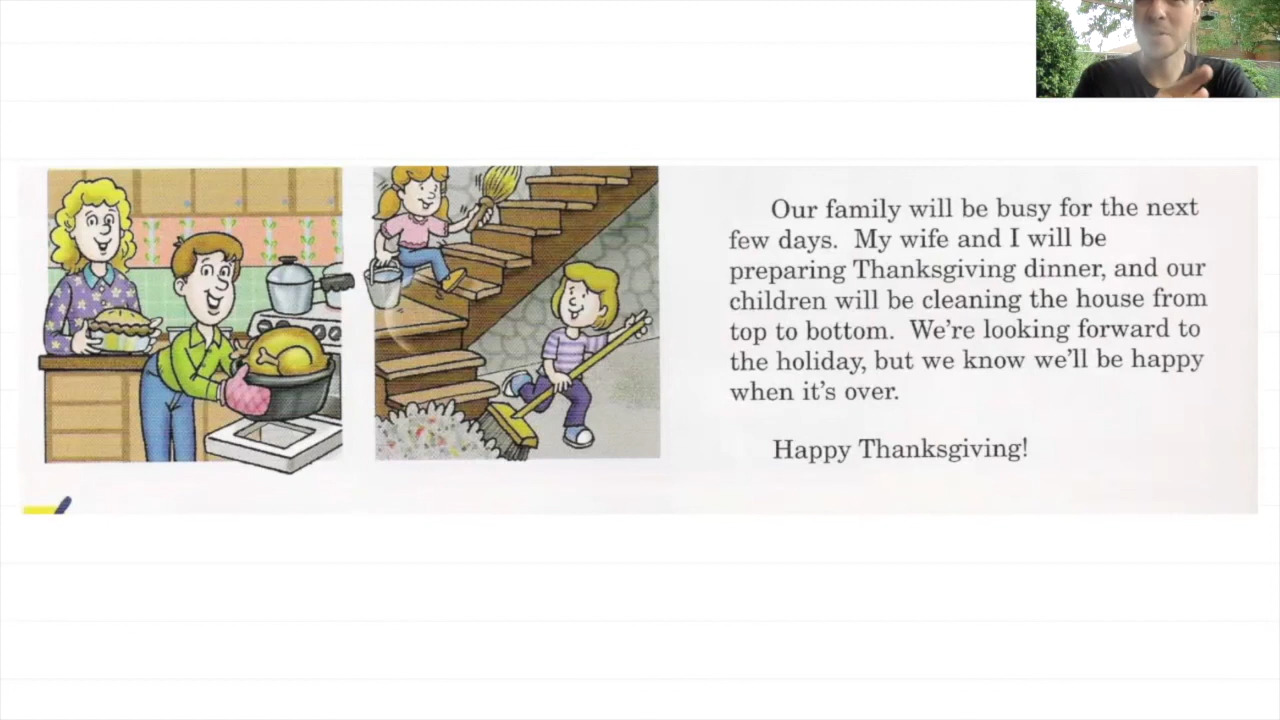 Our family will be busy for the next
few days. My wife and I will be
preparing Thanksgiving dinner, and our
children will be cleaning the house from
top to bottom. We're looking forward to
the holiday, but we know we'll be happy
when it's over.
Happy Thanksgiving!